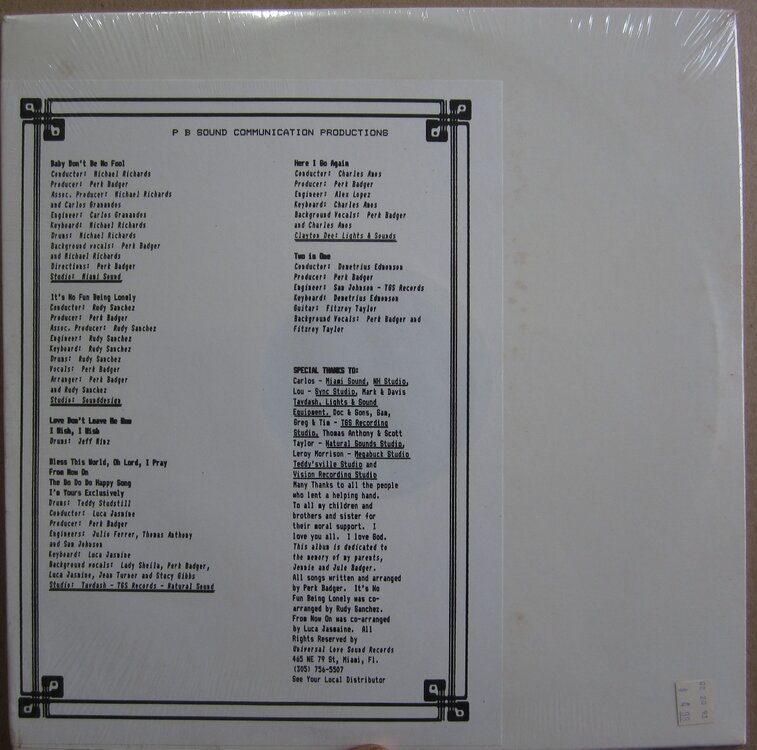 P B SOUND COMMUNICATION PRODUCTIONS
Baby Don't Be No Fool
Conductor: Michael Richards
Producer: Perk Badger
Assoc. Producer: Michael Richards
and Carlos Granandos
Engineer: Carlos Granandos
Keyboard: Michael Richards
Drums: Michael Richards
Background vocals: Perk Badger
and Michael Richards
Directions: Perk Badger
Studio: Miami Sound
It's No Fun Being Lonely
Conductor: Rudy Sanchez
Producer: Perk Badger
Assoc. Producer: Rudy Sanchez
Engineer: Rudy Sanchez
Keyboard: Rudy Sanchez
Drums: Rudy Sanchez
Vocals: Perk Badger
Arranger: Perk Badger
and Rudy Sanchez
Studio: Sounddesign
Love Don't Leave Me Now
I Wish, I Wish
Drums: Jeff Hinz
Bless This World, Oh Lord, I Pray
From Now On
The Do Do Do Happy Song
I'm Yours Exclusively
Drums: Teddy Studstill
Conductor: Luca Jasmine
Producer: Perk Badger
Engineers: Julio Ferrer, Thomas Anthony
and Sam Johnson
Keyboard: Luca Jasmine
Background vocals: Lady Sheila, Perk Badger,
Luca Jasmine, Jean Turner and Stacy Gibbs
Studio: Tavdash - TGS Records - Natural Sound
Here I Go Again
Conductor: Charles Amos
Producer: Perk Badger
Engineer: Alex Lopez
Keyboard: Charles Amos
Background Vocals: Perk Badger
and Charles Amos
Clayton Dee: Lights & Sounds
Two in One
Conductor: Demetrius Edmonson
Producer: Perk Badger
Engineer: Sam Johnson - TGS Records
Keyboard: Demetrius Edmonson
Guitar: Fitzroy Taylor
Background Vocals: Perk Badger and
Fitzroy Taylor
SPECIAL THANKS TO:
Carlos - Miami Sound, NH Studio,
Lou - Sync Studio, Mark & Davis
Tavdash, Lights & Sound
Equipment, Doc & Sons, Sam,
Greg & Tim - TGS Recording
Studio, Thomas Anthony & Scott
Taylor - Natural Sounds Studio,
Leroy Morrison - Megabuck Studio
Teddy'sville Studio and
Vision Recording Studio
Many Thanks to all the people
who lent a helping hand.
To all my children and
brothers and sister for
their moral support. I
love you all. I love God.
This album is dedicated to
the memory of my parents,
Jennie and Jule Badger.
All songs written and arranged
by Perk Badger. It's No
Fun Being Lonely was co-
arranged by Rudy Sanchez.
From Now On was co-arranged
by Luca Jasmaine. All
Rights Reserved by
Universal Love Sound Records
465 NE 79 St, Miami, Fl.
(305) 756-5507
See Your Local Distributor